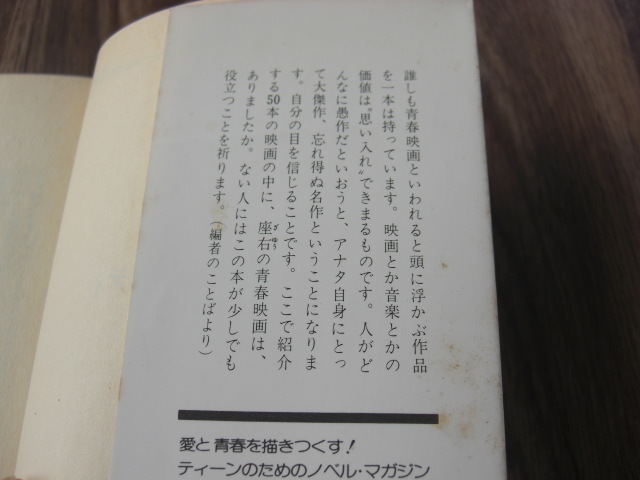 誰しも青春映画といわれると頭に浮かぶ作品
を一本は持っています。映画とか音楽とかの
価値は〝思い入れ〟できまるものです。人がど
んなに愚作だといおうと、アナタ自身にとっ
て大傑作、忘れ得ぬ名作ということになりま
す。自分の目を信じることです。ここで紹介
する50本の映画の中に、座右の青春映画は、
ありましたか。ない人にはこの本が少しでも
役立つことを祈ります。（編者のことばより）
愛と青春を描きつくす！
ティーンのためのノベル・マガジン